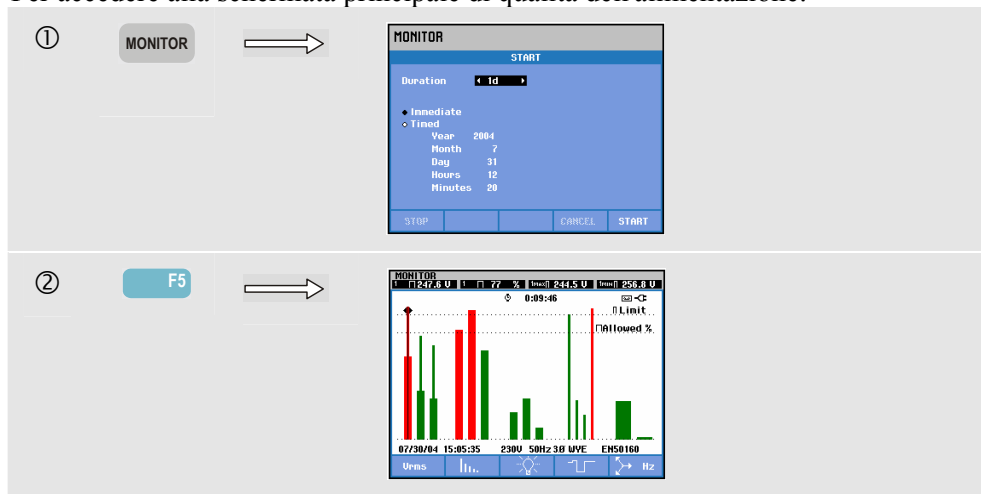 Per accedere alla schermata principale di qualità dell'alimentazione:
① MONITOR
MONITOR
START
Duration 1d
Immediate
Timed
Year 2004
Month 7
Day 31
Hours 12
Minutes 20
STOP CANCEL START
② F5
MONITOR
1 247.6 V 1 77 % 1max 244.5 V 256.8 V
0:09:46
Limit
Allowed %
07/30/04 15:05:35 230V 50Hz 3Ø WYE EN50160
Vrms Hz